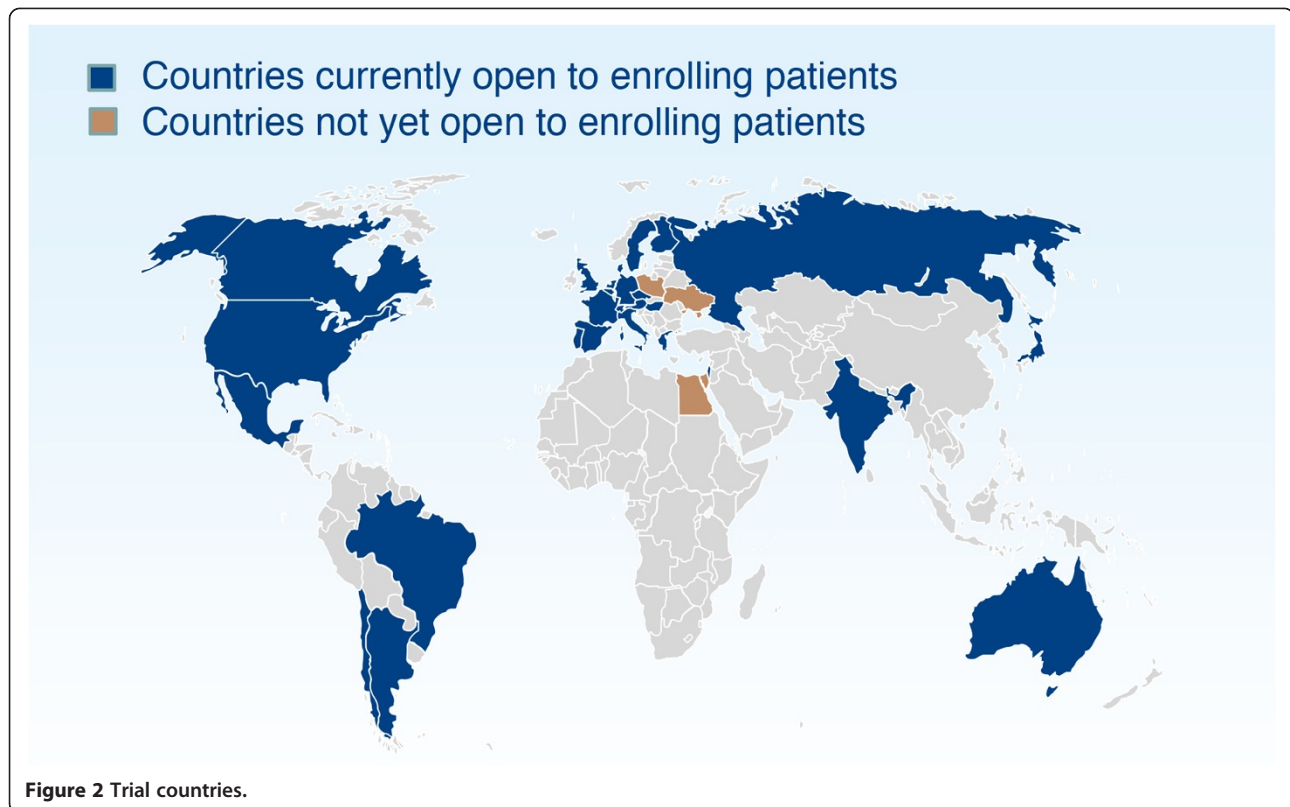 Countries currently open to enrolling patients
Countries not yet open to enrolling patients
Figure 2 Trial countries.